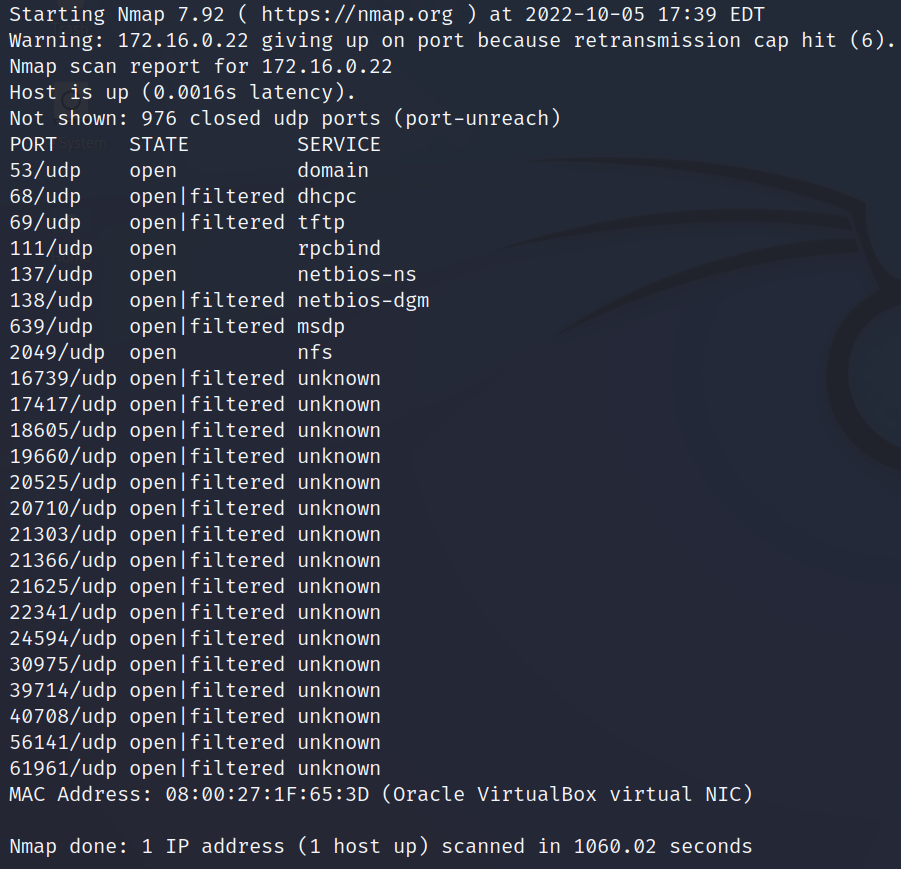 Starting Nmap 7.92 ( https://nmap.org ) at 2022-10-05 17:39 EDT
Warning: 172.16.0.22 giving up on port because retransmission cap hit (6).
Nmap scan report for 172.16.0.22
Host is up (0.0016s latency).
Not shown: 976 closed udp ports (port-unreach)
PORT      STATE         SERVICE
53/udp    open          domain
68/udp    open|filtered dhcpc
69/udp    open|filtered tftp
111/udp   open          rpcbind
137/udp   open          netbios-ns
138/udp   open|filtered netbios-dgm
639/udp   open|filtered msdp
2049/udp  open          nfs
16739/udp open|filtered unknown
17417/udp open|filtered unknown
18605/udp open|filtered unknown
19660/udp open|filtered unknown
20525/udp open|filtered unknown
20710/udp open|filtered unknown
21303/udp open|filtered unknown
21366/udp open|filtered unknown
21625/udp open|filtered unknown
22341/udp open|filtered unknown
24594/udp open|filtered unknown
30975/udp open|filtered unknown
39714/udp open|filtered unknown
40708/udp open|filtered unknown
56141/udp open|filtered unknown
61961/udp open|filtered unknown
MAC Address: 08:00:27:1F:65:3D (Oracle VirtualBox virtual NIC)
Nmap done: 1 IP address (1 host up) scanned in 1060.02 seconds